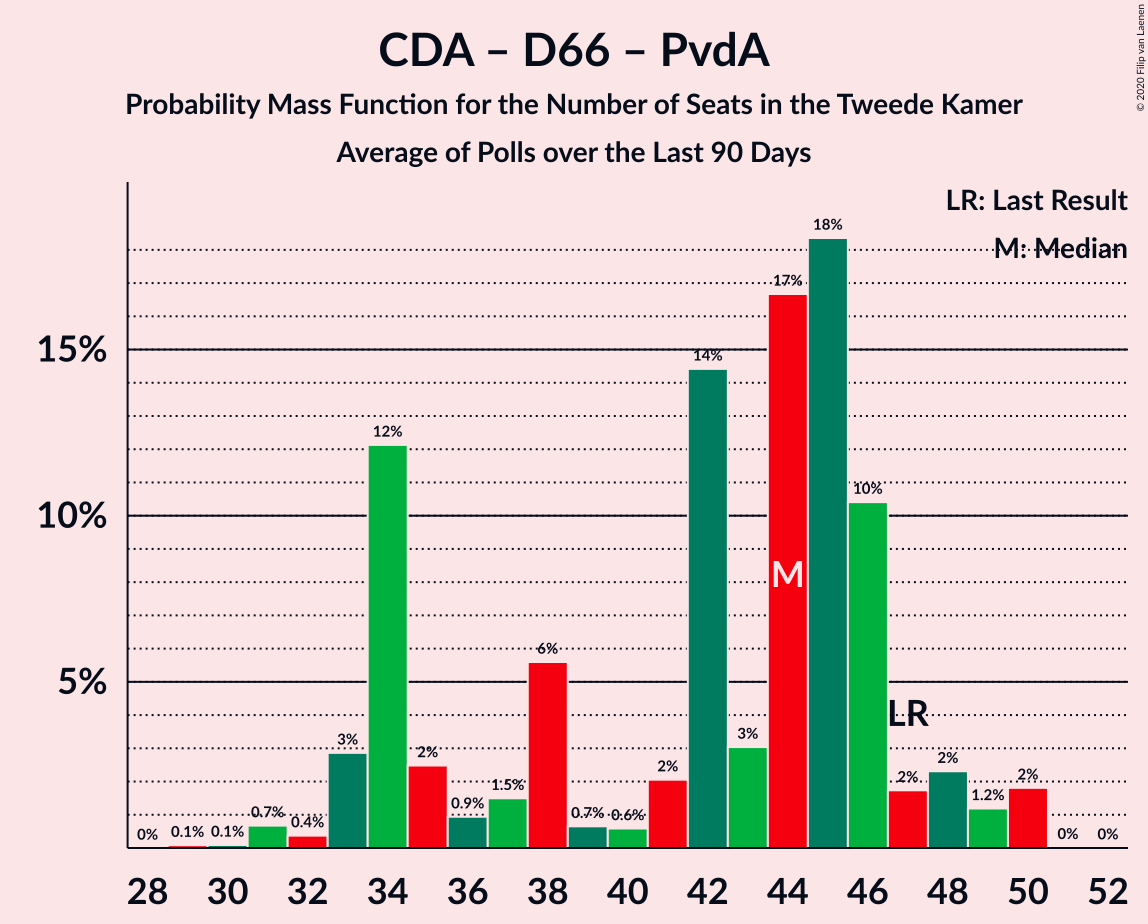 CDA – D66 – PvdA
Probability Mass Function for the Number of Seats in the Tweede Kamer
Average of Polls over the Last 90 Days
© 2020 Filip van Laenen
LR: Last Result
M: Median
15%
10%
5%
0% 0.1% 0.1% 0.7% 0.4% 3% 12% 2% 0.9% 1.5% 6% 0.7% 0.6% 2% 14% 3% 17% 18% 10% 2% 2% 1.2% 2% 0% 0%
M
LR
28 30 32 34 36 38 40 42 44 46 48 50 52